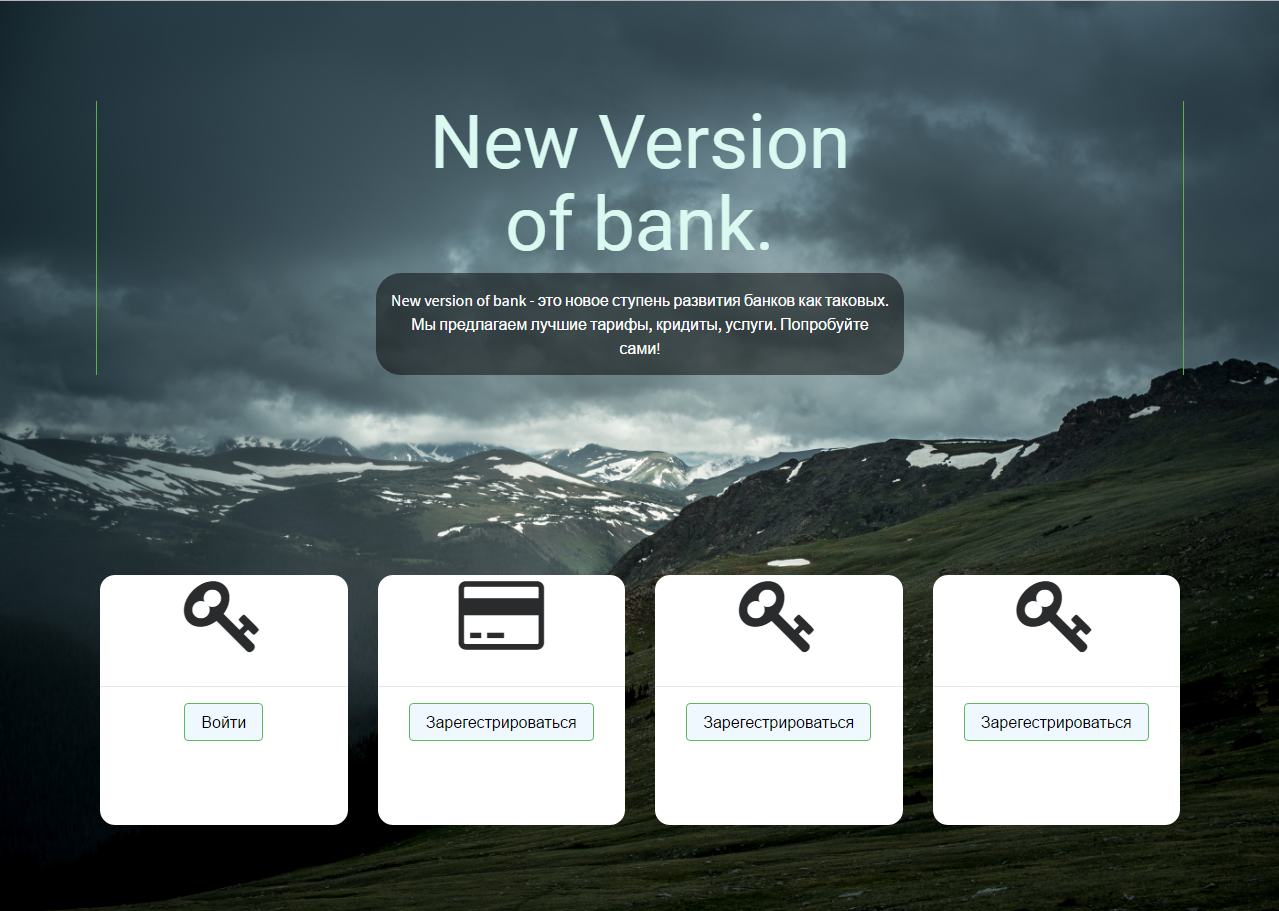 New Version
of bank.
New version of bank - это новое ступень развития банков как таковых.
Мы предлагаем лучшие тарифы, кридиты, услуги. Попробуйте
сами!
Войти
Зарегестрироваться
Зарегестрироваться
Зарегестрироваться